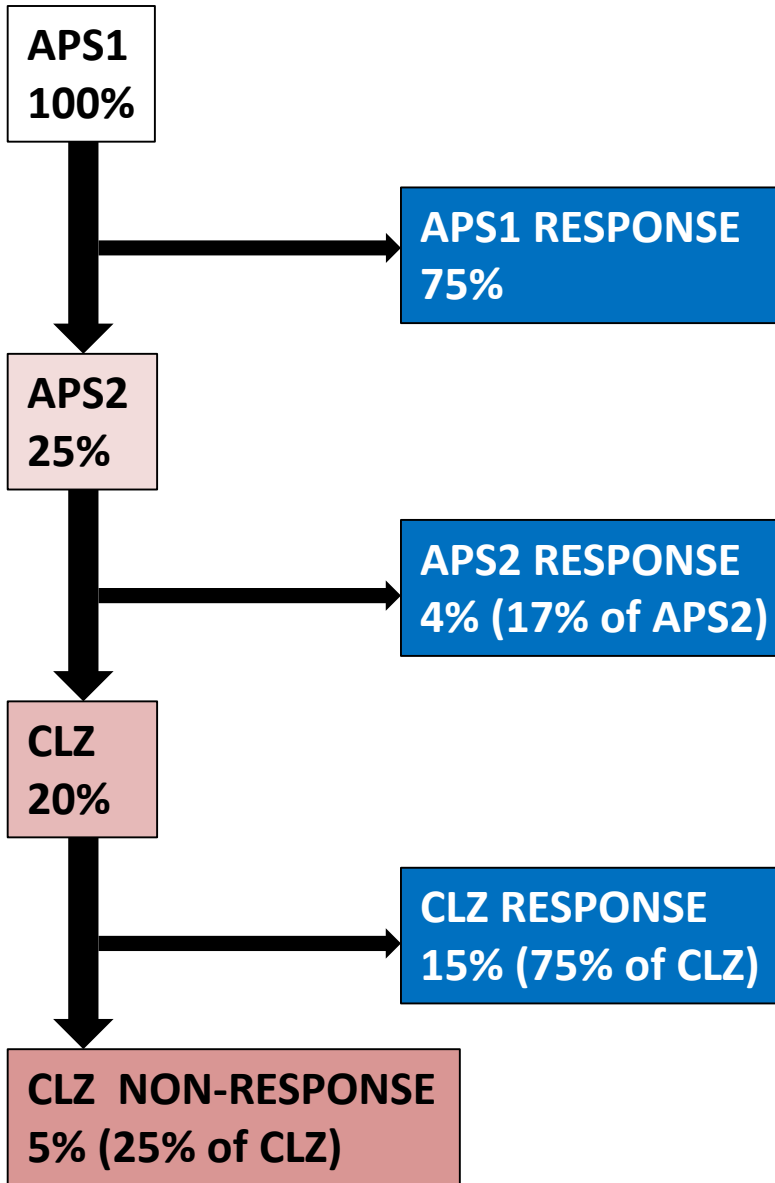 APS1
100%
APS1 RESPONSE
75%
APS2
25%
APS2 RESPONSE
4% (17% of APS2)
CLZ
20%
CLZ RESPONSE
15% (75% of CLZ)
CLZ  NON-RESPONSE
5% (25% of CLZ)